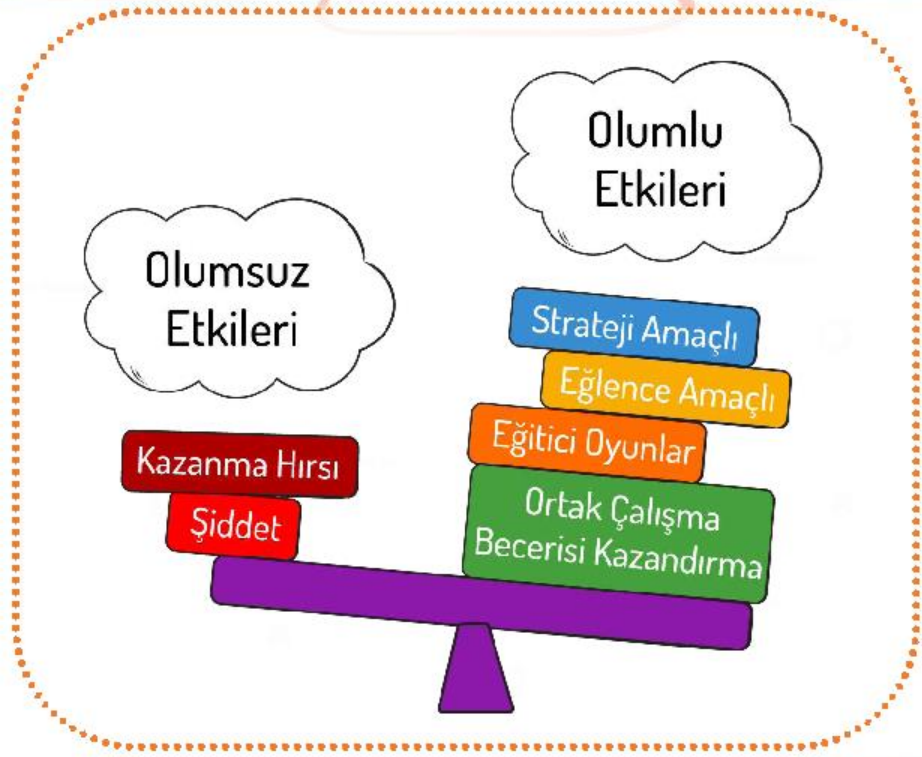 Olumlu
Etkileri
Olumsuz
Etkileri
Strateji Amaçlı
Eğlence Amaçlı
Eğitici Oyunlar
Ortak Çalışma
Becerisi Kazandırma
Kazanma Hırsı
Şiddet